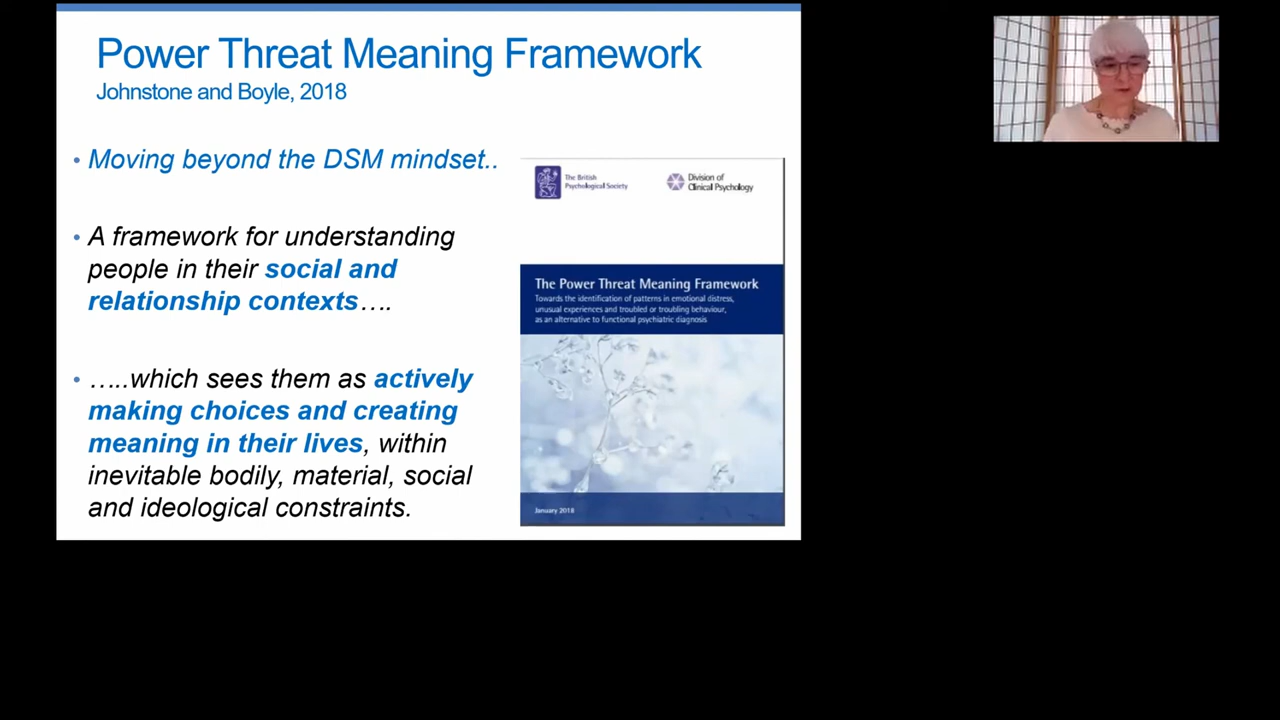 Power Threat Meaning Framework
Johnstone and Boyle, 2018
• Moving beyond the DSM mindset..
• A framework for understanding
people in their social and
relationship contexts….
• …..which sees them as actively
making choices and creating
meaning in their lives, within
inevitable bodily, material, social
and ideological constraints.
The British
Psychological Society
Division of
Clinical Psychology
The Power Threat Meaning Framework
Towards the identification of patterns in emotional distress,
unusual experiences and troubled or troubling behaviour,
as an alternative to functional psychiatric diagnosis
January 2018